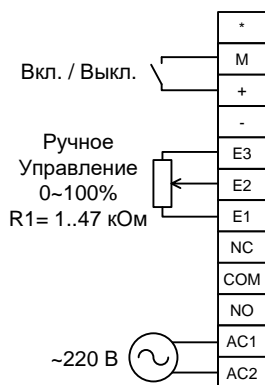 *
M
Вкл. / Выкл.
+
-
Ручное
Управление
0~100%
R1= 1..47 кОм
E3
E2
E1
NC
COM
NO
AC1
~220 В
AC2